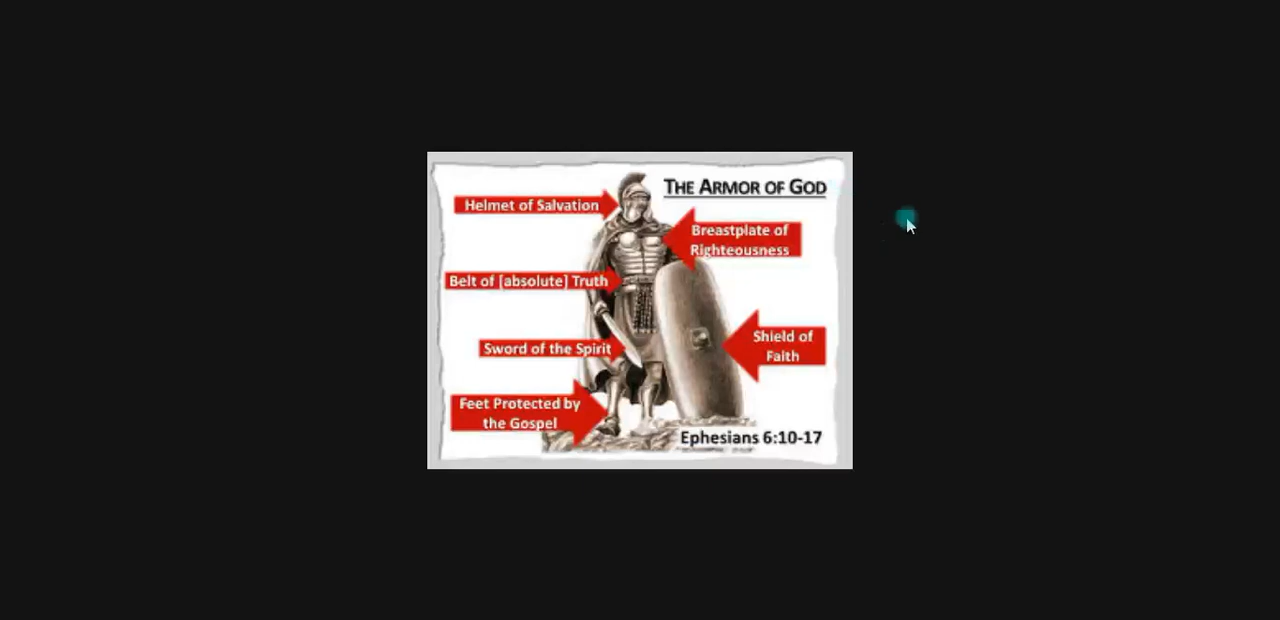 THE ARMOR OF GOD
Helmet of Salvation
Breastplate of
Righteousness
Belt of [absolute] Truth
Shield of
Faith
Sword of the Spirit
Feet Protected by
the Gospel
Ephesians 6:10-17